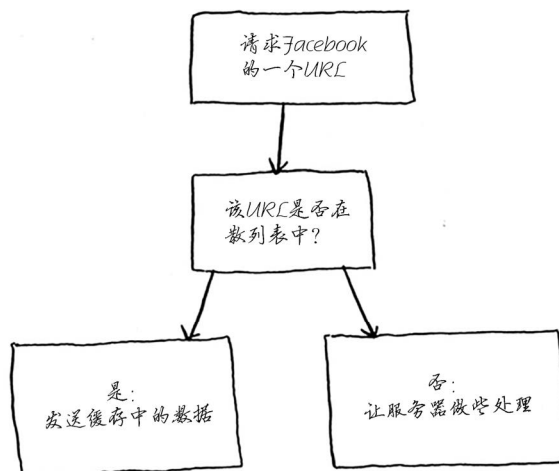 请求Facebook
的一个URL
该URL是否在
散列表中?
是:
发送缓存中的数据
否:
让服务器做些处理